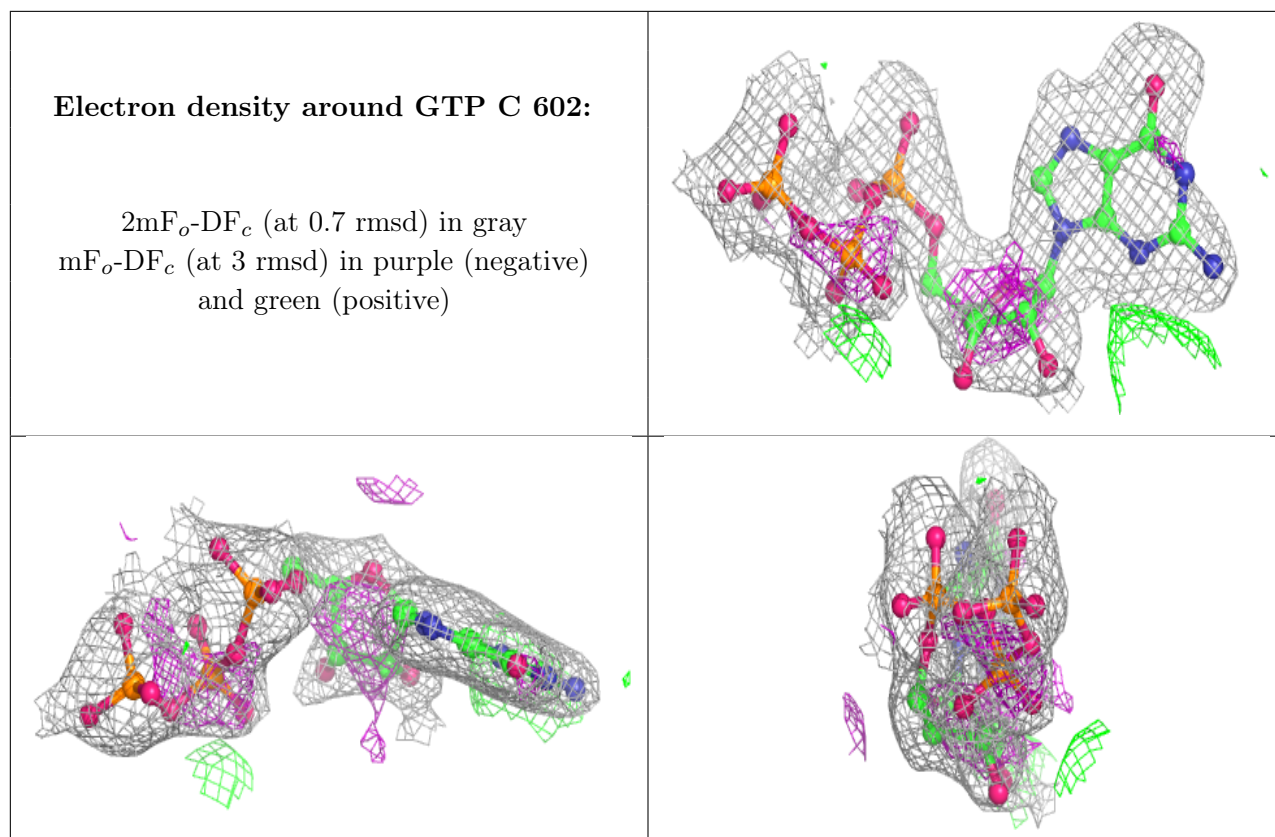 Electron density around GTP C 602:
2mFo-DFc (at 0.7 rmsd) in gray
mFo-DFc (at 3 rmsd) in purple (negative)
and green (positive)